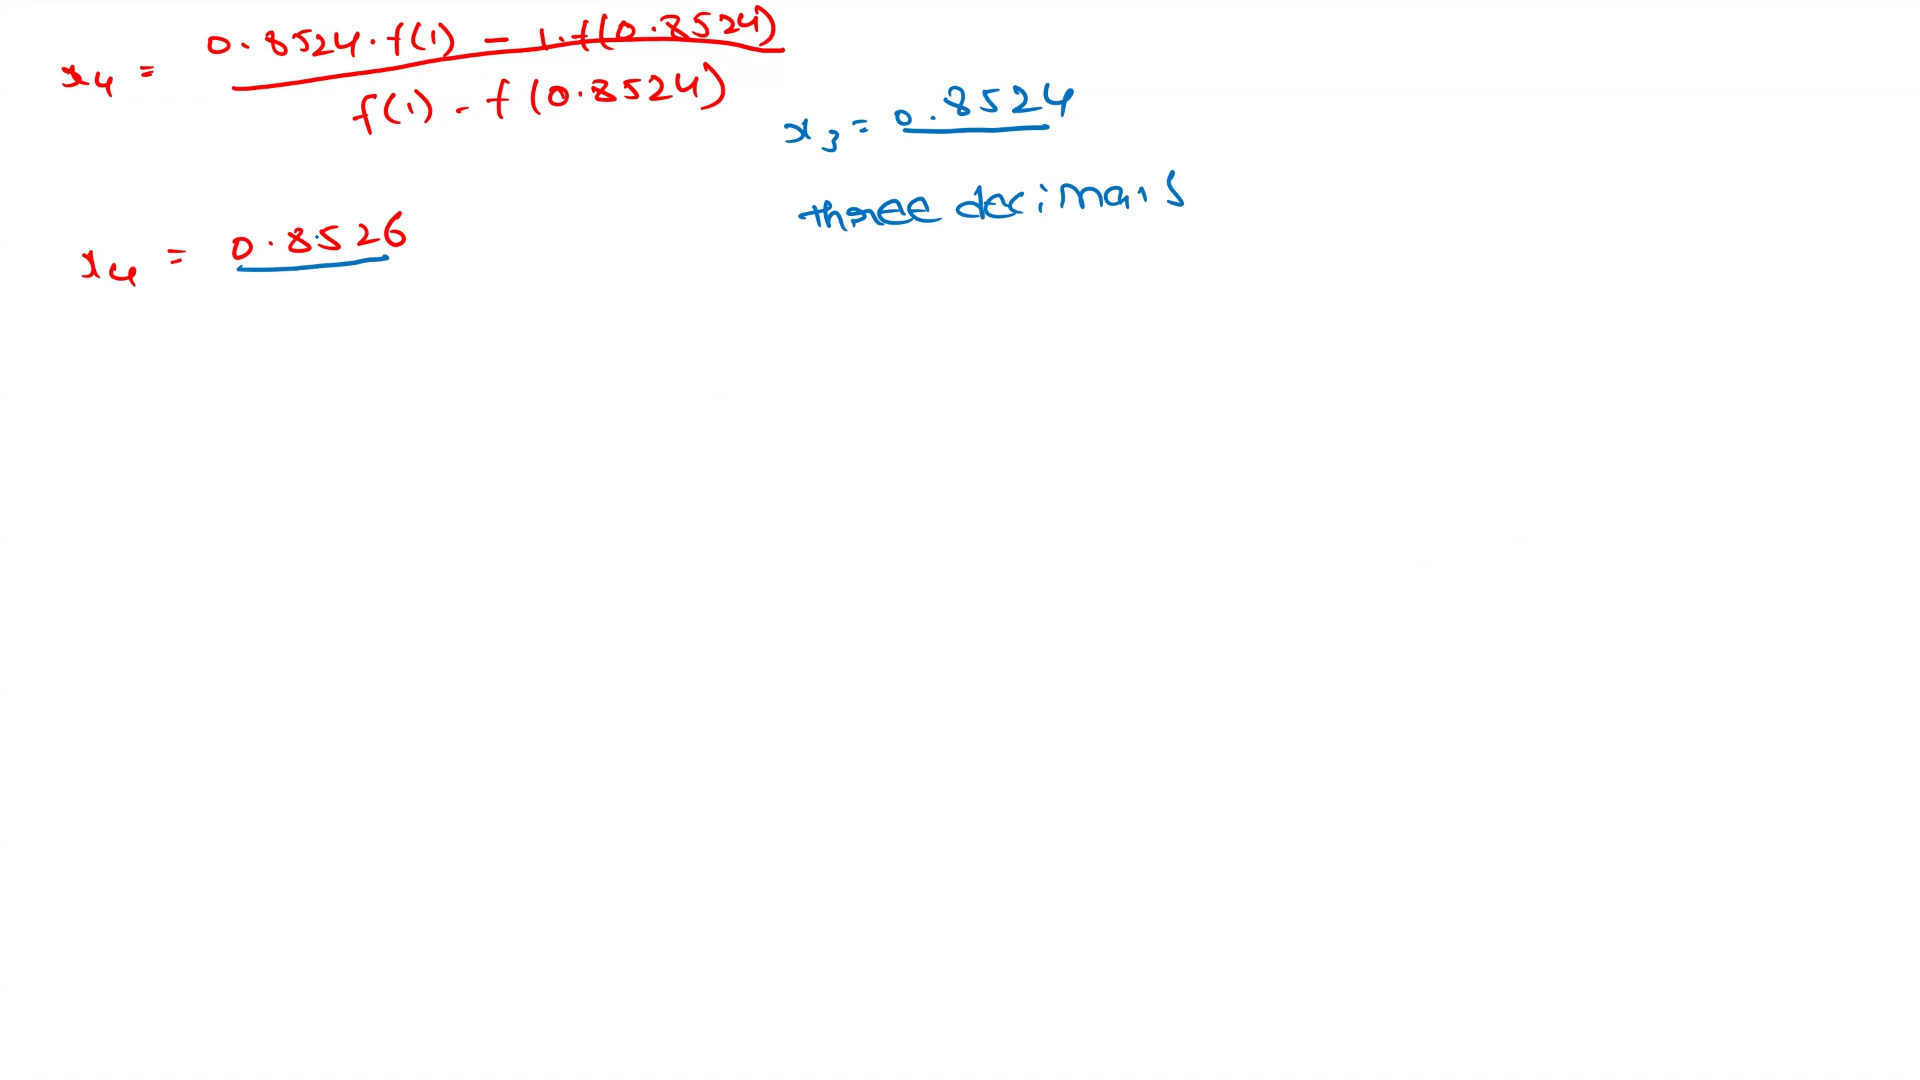 x₄ = 0.8524·f(1) − 1·f(0.8524)
f(1) - f(0.8524)
x₃ = 0.8524
three decimals
x₄ = 0.8526